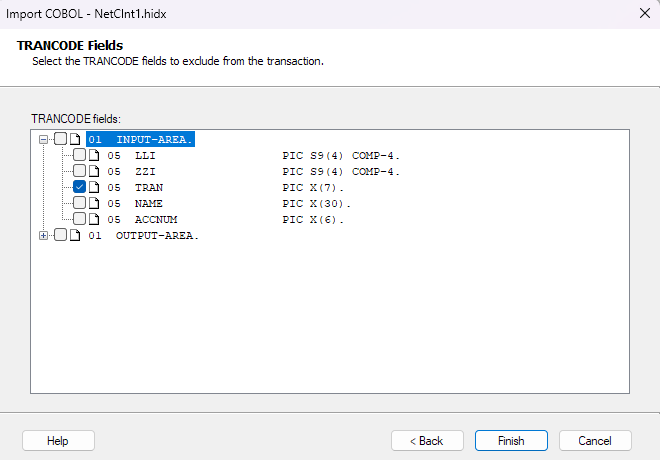 Import COBOL - NetClnt1.hidx
TRANCODE Fields
Select the TRANCODE fields to exclude from the transaction.
TRANCODE fields:
01 INPUT-AREA.
05 LLI PIC S9(4) COMP-4.
05 ZZI PIC S9(4) COMP-4.
05 TRAN PIC X(7).
05 NAME PIC X(30).
05 ACCNUM PIC X(6).
01 OUTPUT-AREA.
Help
< Back
Finish
Cancel